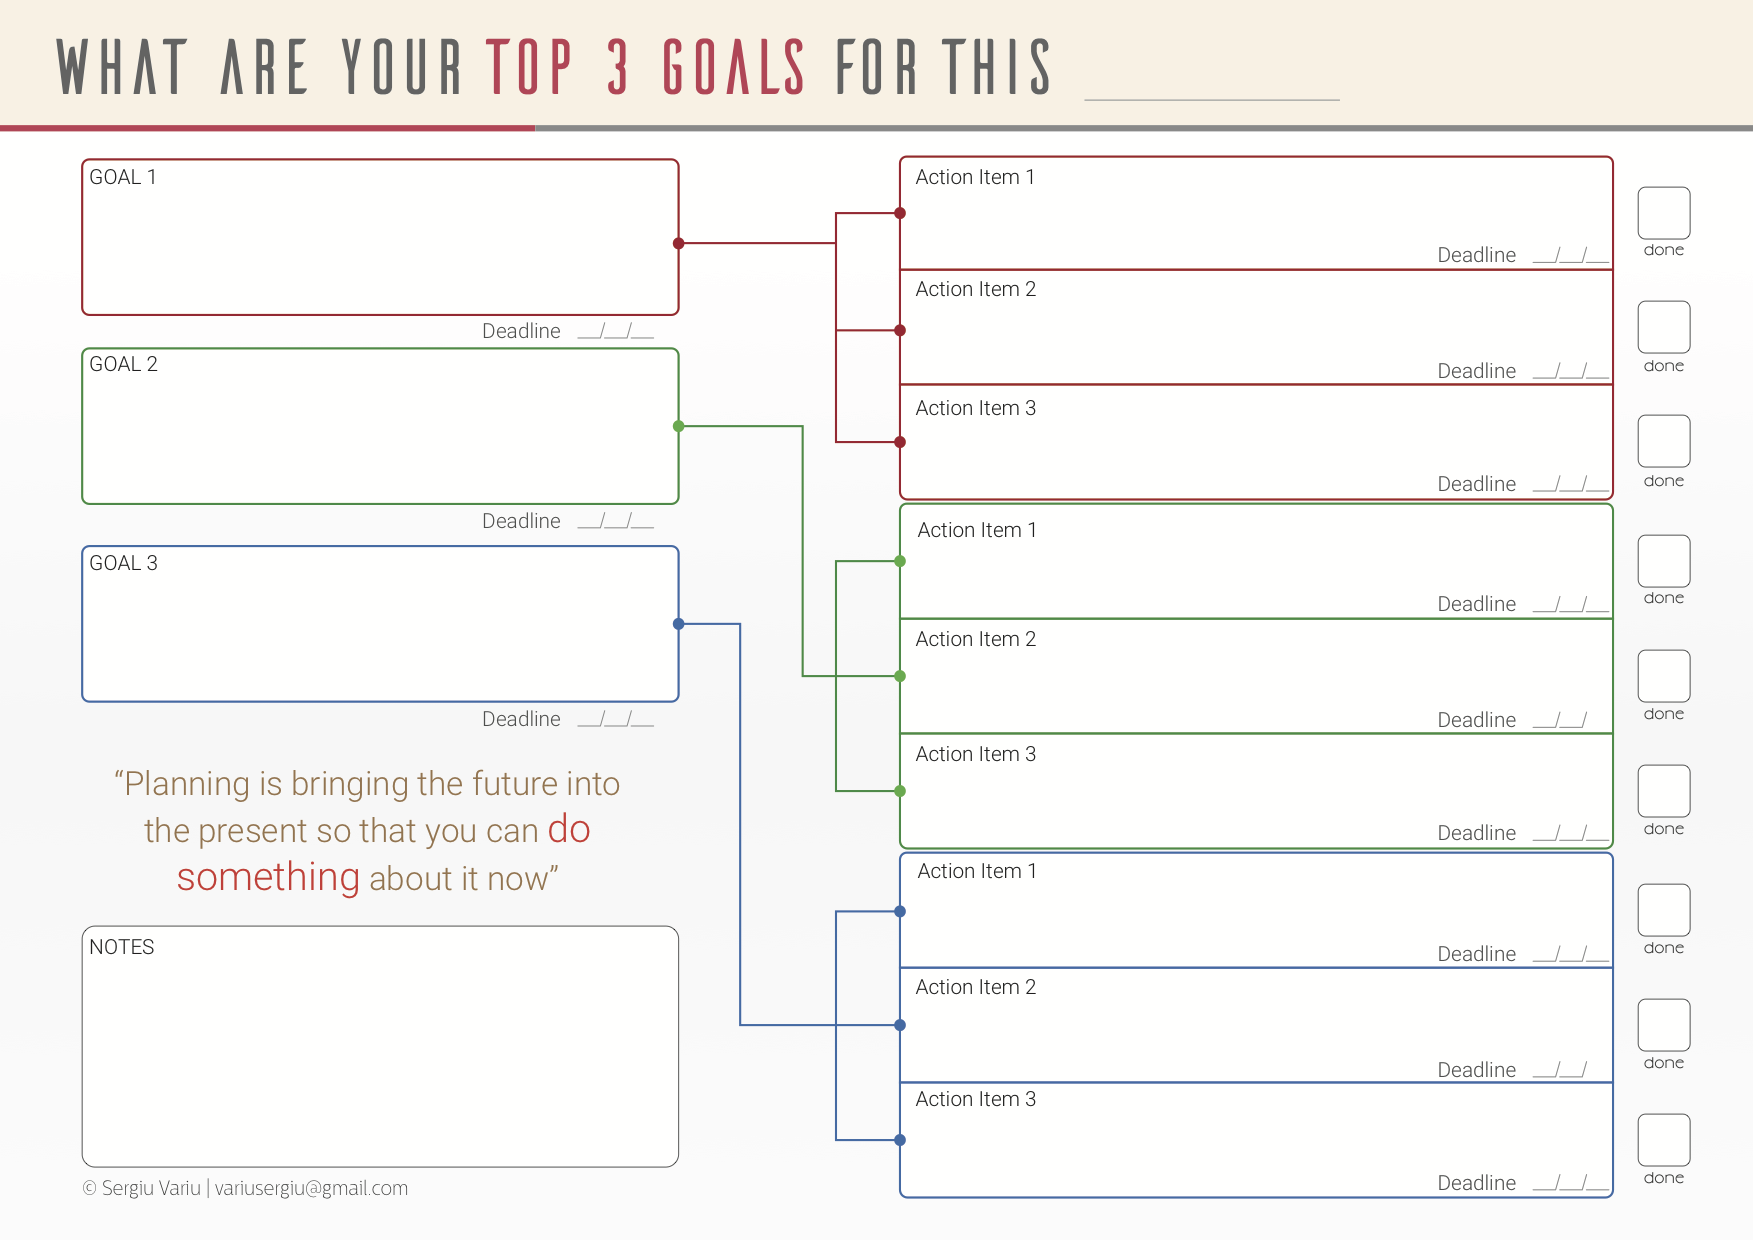 WHAT ARE YOUR TOP 3 GOALS FOR THIS ____________
GOAL 1
Deadline __/__/__
GOAL 2
Deadline __/__/__
GOAL 3
Deadline __/__/__
“Planning is bringing the future into
the present so that you can do
something about it now”
NOTES
© Sergiu Variu | variusergiu@gmail.com
Action Item 1
Deadline __/__/__
done
Action Item 2
Deadline __/__/__
done
Action Item 3
Deadline __/__/__
done
Action Item 1
Deadline __/__/__
done
Action Item 2
Deadline __/__/
done
Action Item 3
Deadline __/__/__
done
Action Item 1
Deadline __/__/__
done
Action Item 2
Deadline __/__/
done
Action Item 3
Deadline __/__/__
done